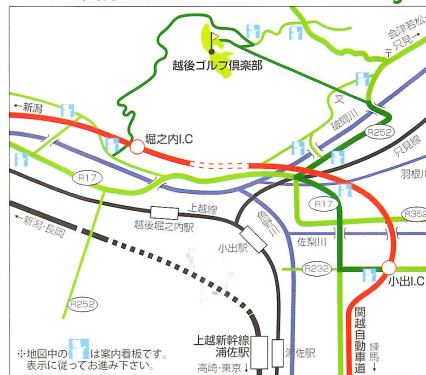 会津若松・
只見→
越後ゴルフ倶楽部
←新潟
破間川
R252
只見線
堀之内I.C
羽根川
R17
上越線
魚野川
R17
R352
←新潟・長岡
越後堀之内駅
小出駅
佐梨川
R232
小出I.C
R252
関越自動車道
上越新幹線
浦佐駅
浦佐駅
練馬↓
高崎・東京↓
※地図中の は案内看板です。
表示に従ってお進み下さい。